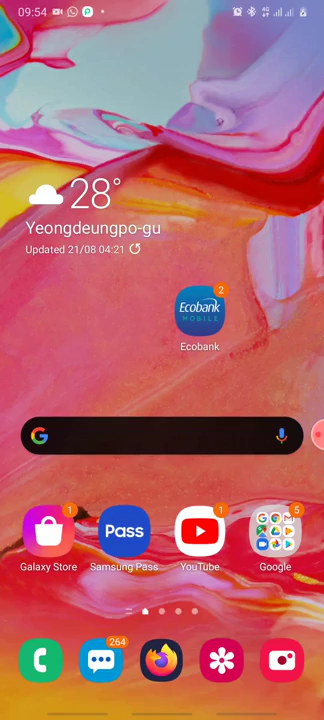 09:54
28°
Yeongdeungpo-gu
Updated 21/08 04:21
2
Ecobank
MOBILE
Ecobank
1
Pass
1
5
Galaxy Store
Samsung Pass
YouTube
Google
264